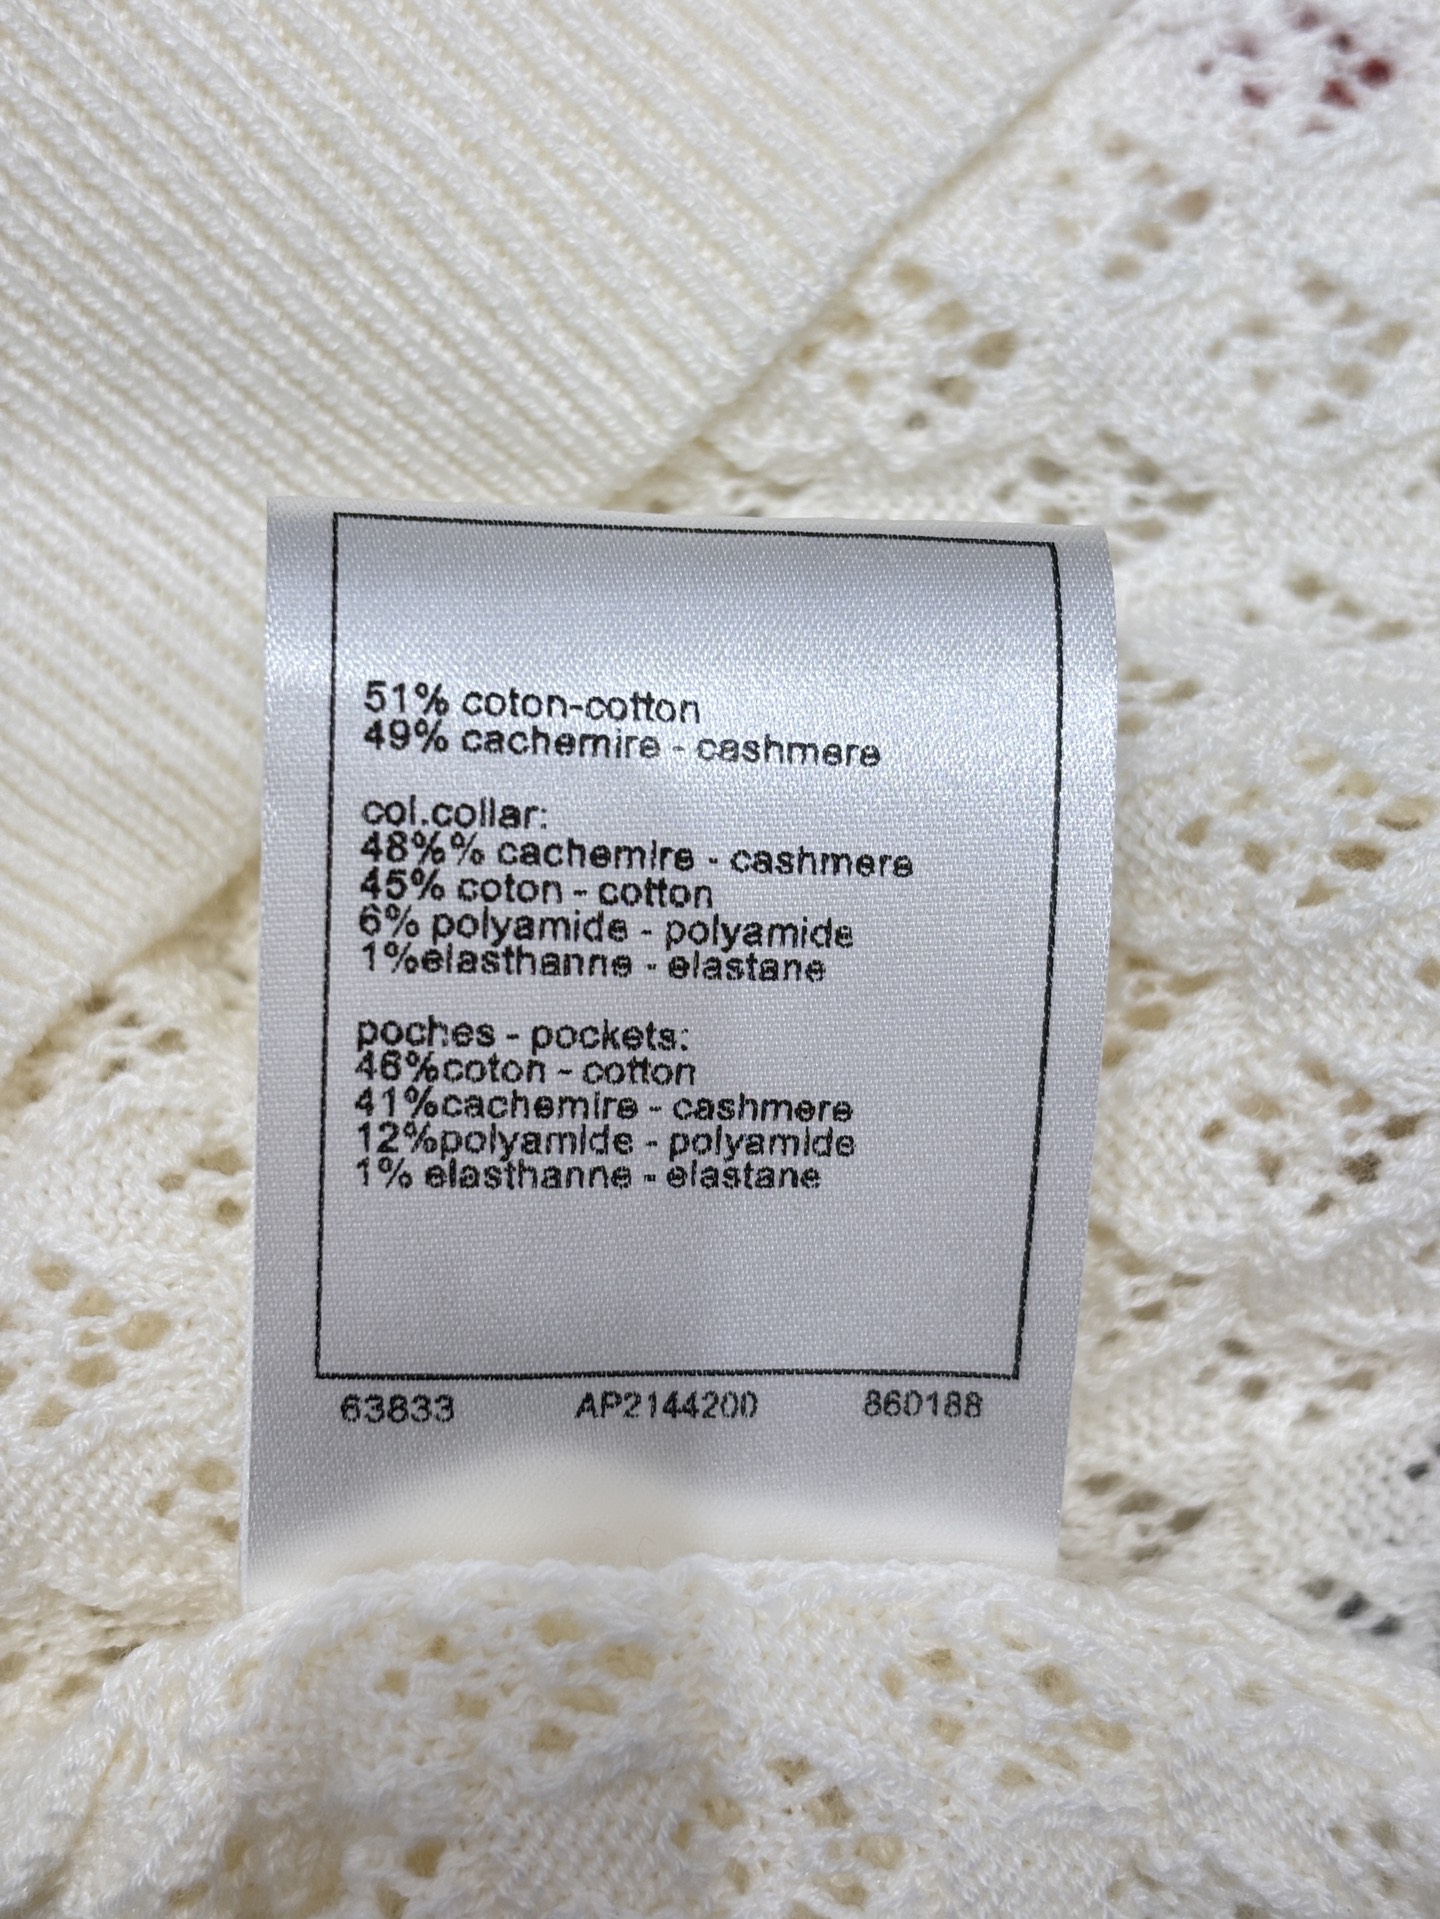 51% coton-cotton
49% cachemire - cashmere
col.collar:
48%% cachemire - cashmere
45% coton - cotton
6% polyamide - polyamide
1%elasthanne - elastane
poches - pockets:
46%coton - cotton
41%cachemire - cashmere
12%polyamide - polyamide
1% elasthanne - elastane
63833 AP2144200 860188